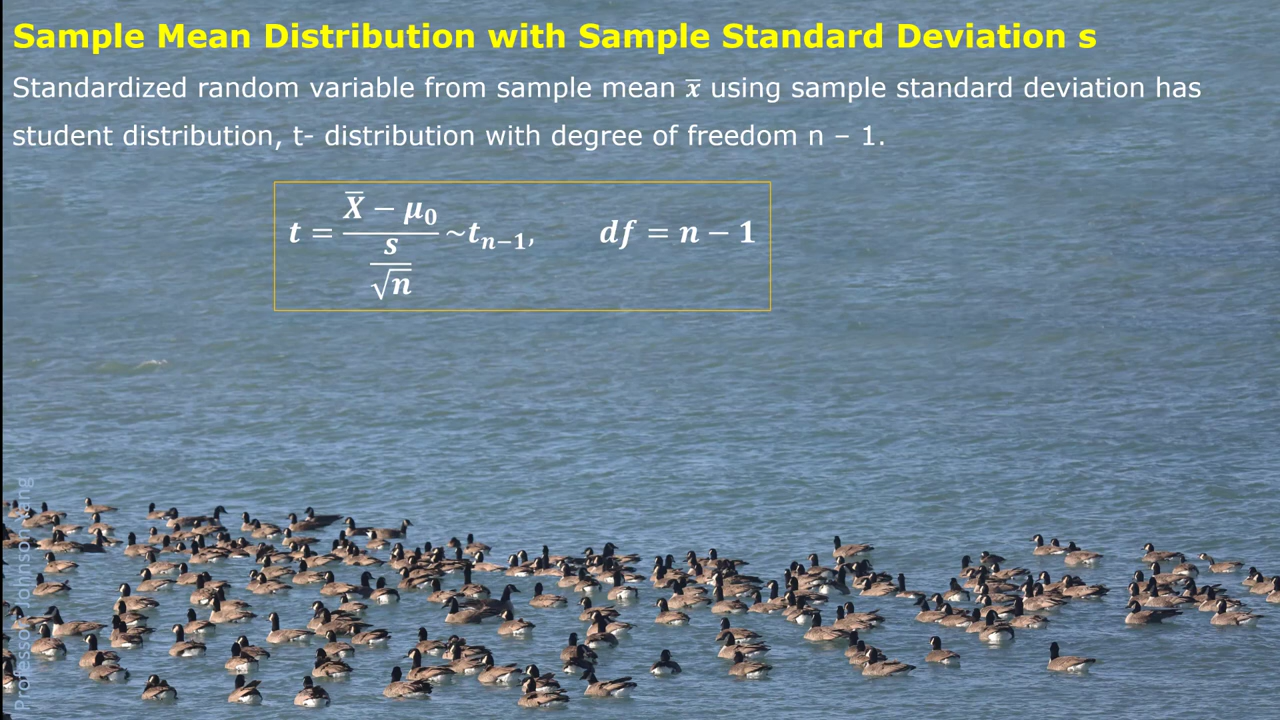 Sample Mean Distribution with Sample Standard Deviation s
Standardized random variable from sample mean x̅ using sample standard deviation has
student distribution, t- distribution with degree of freedom n – 1.
t = (X̅ − μ₀) / (s/√n) ~tₙ₋₁, df = n − 1